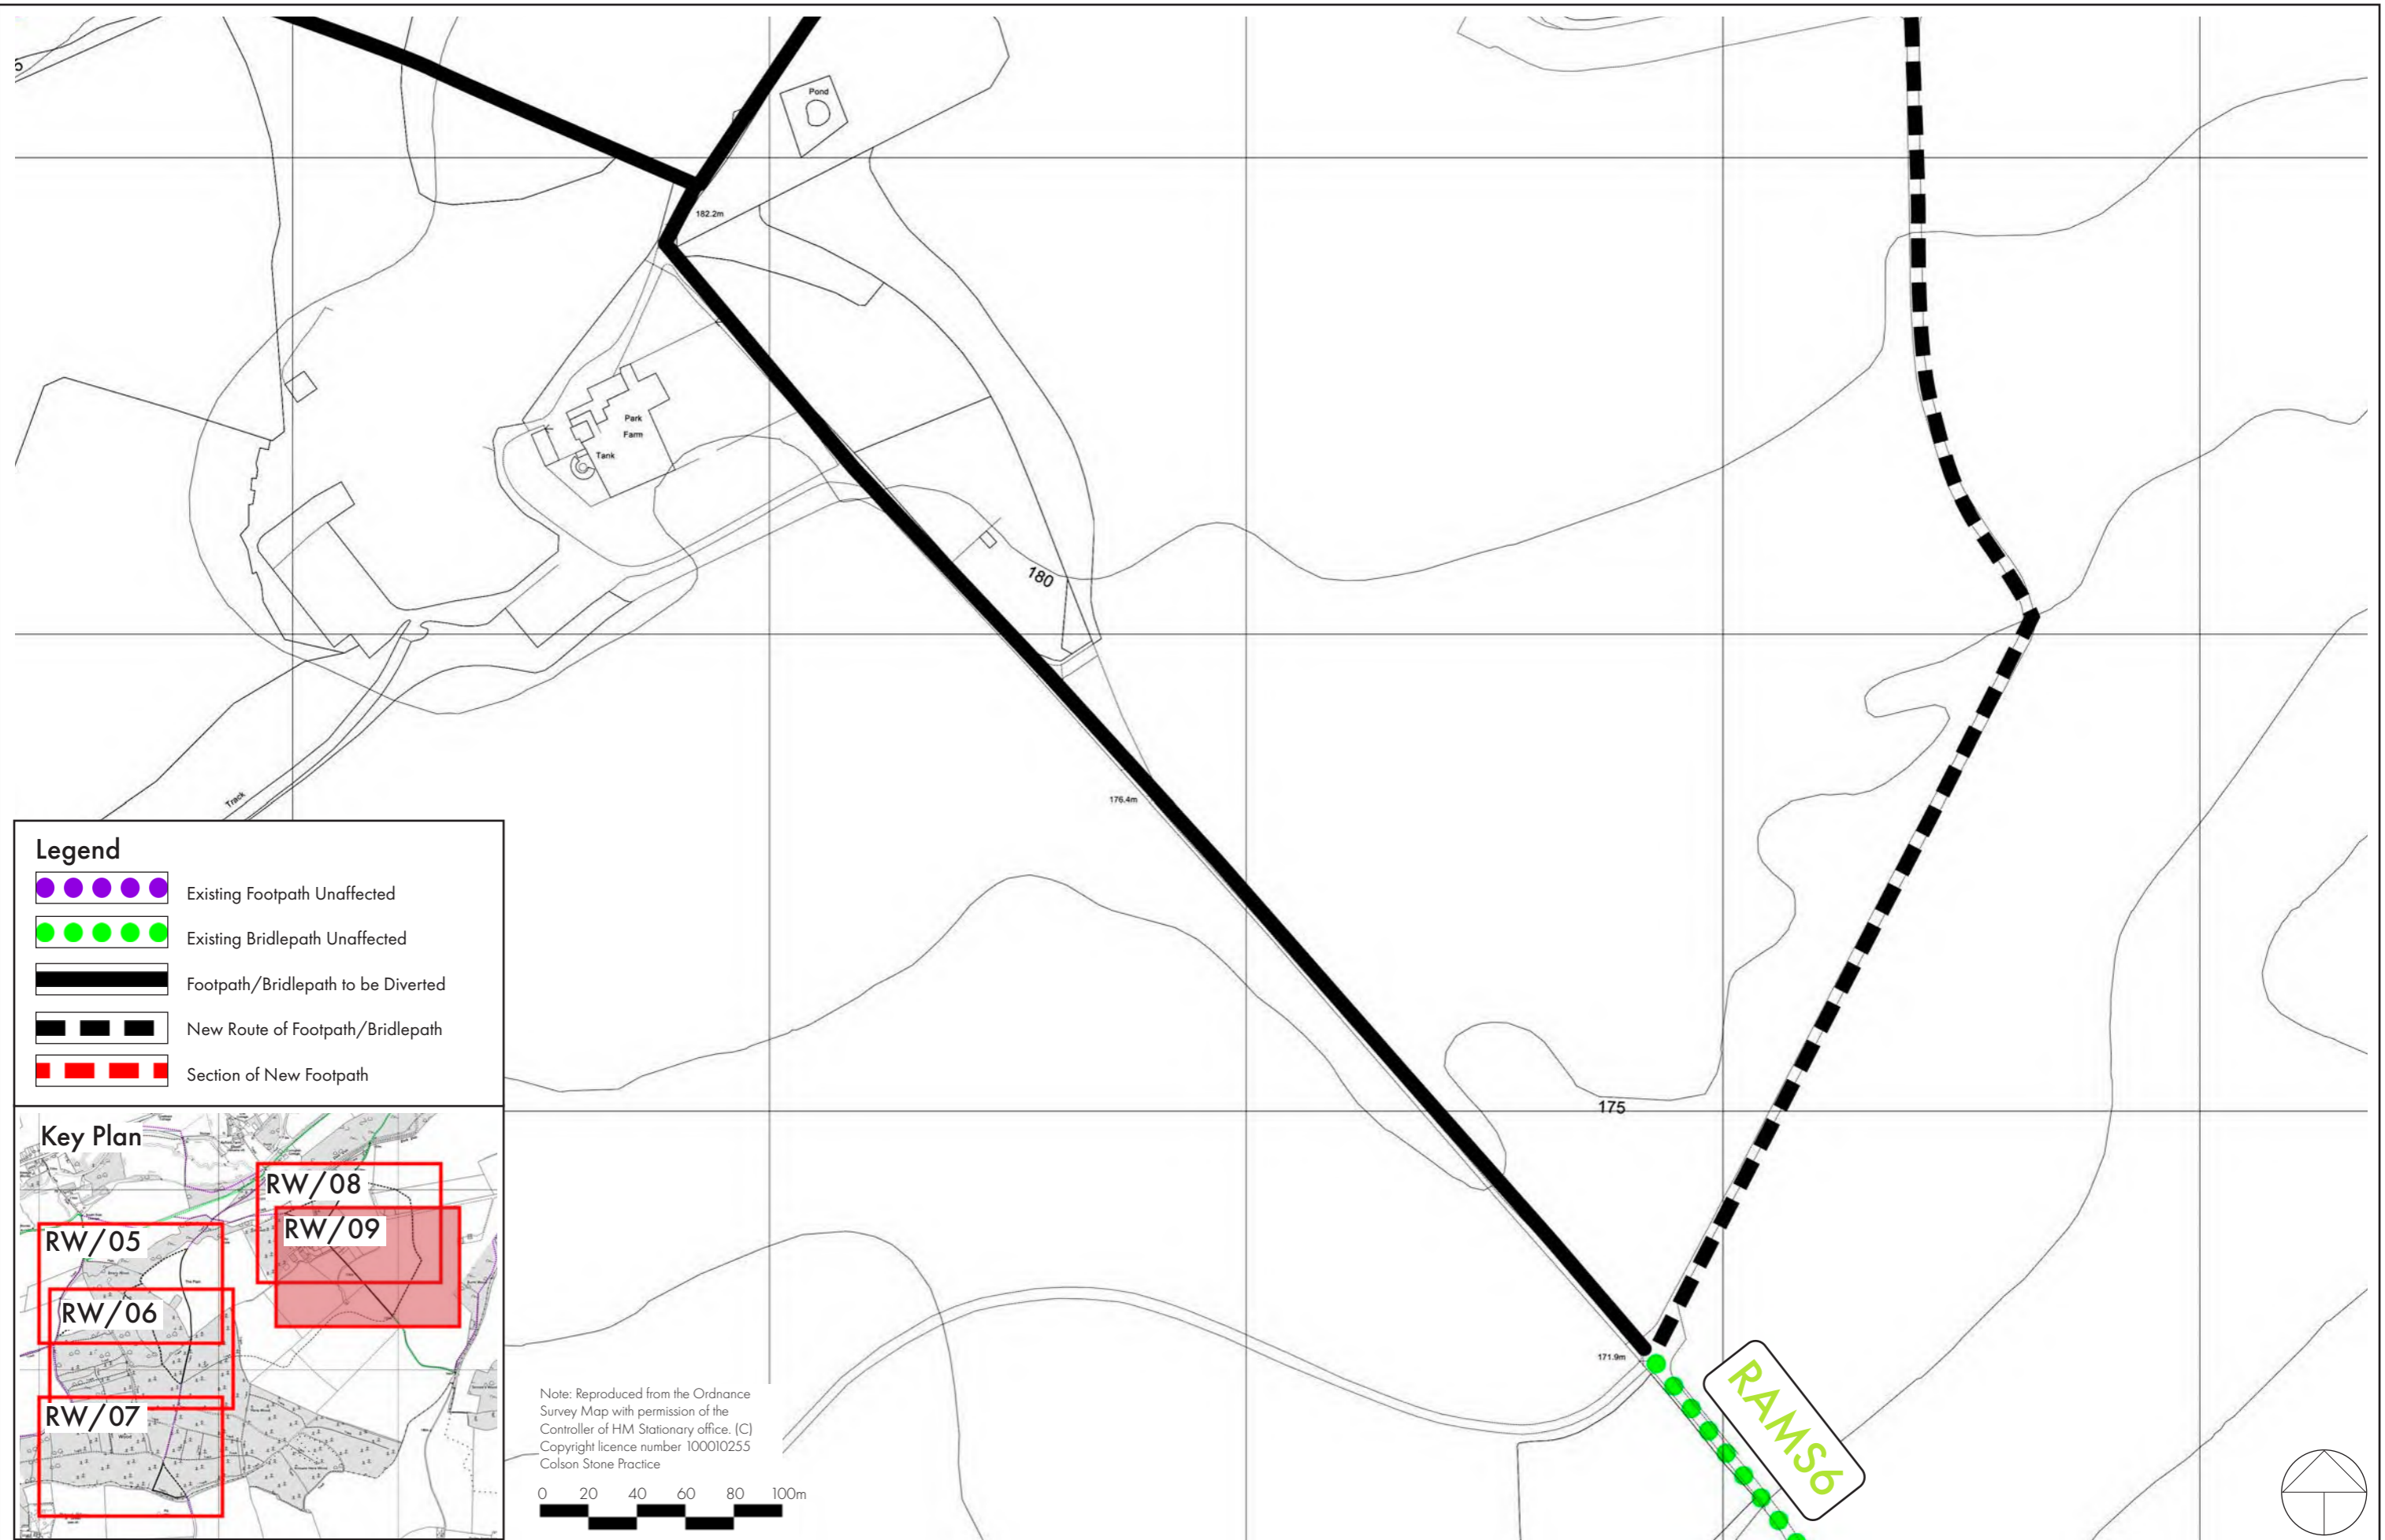 Pond
182.2m
Park
Farm
Tank
180
176.4m
Track
175
171.9m
RAMS6
Legend
Existing Footpath Unaffected
Existing Bridlepath Unaffected
Footpath/Bridlepath to be Diverted
New Route of Footpath/Bridlepath
Section of New Footpath
Key Plan
RW/08
RW/09
RW/05
RW/06
RW/07
Note: Reproduced from the Ordnance
Survey Map with permission of the
Controller of HM Stationary office. (C)
Copyright licence number 100010255
Colson Stone Practice
0 20 40 60 80 100m